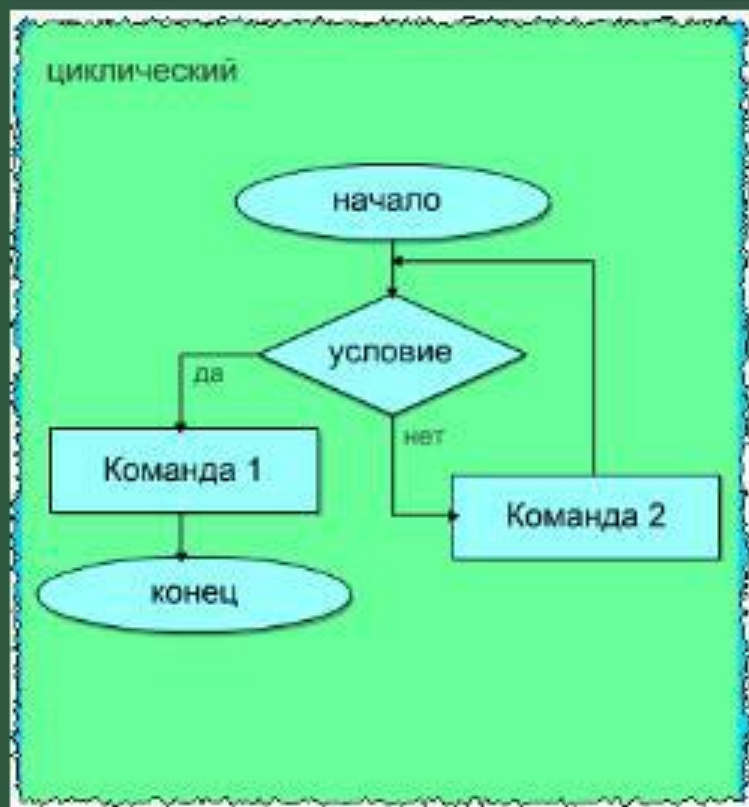 циклический
начало
условие
да
нет
Команда 1
Команда 2
конец